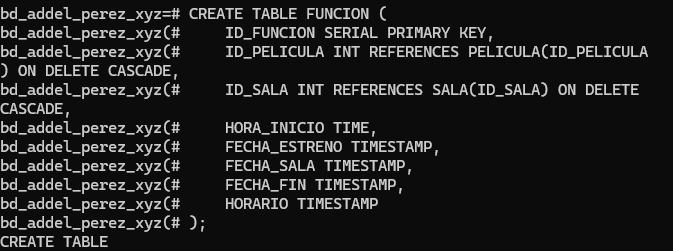 bd_addel_perez_xyz=# CREATE TABLE FUNCION (
bd_addel_perez_xyz(#     ID_FUNCION SERIAL PRIMARY KEY,
bd_addel_perez_xyz(#     ID_PELICULA INT REFERENCES PELICULA(ID_PELICULA
) ON DELETE CASCADE,
bd_addel_perez_xyz(#     ID_SALA INT REFERENCES SALA(ID_SALA) ON DELETE
CASCADE,
bd_addel_perez_xyz(#     HORA_INICIO TIME,
bd_addel_perez_xyz(#     FECHA_ESTRENO TIMESTAMP,
bd_addel_perez_xyz(#     FECHA_SALA TIMESTAMP,
bd_addel_perez_xyz(#     FECHA_FIN TIMESTAMP,
bd_addel_perez_xyz(#     HORARIO TIMESTAMP
bd_addel_perez_xyz(# );
CREATE TABLE